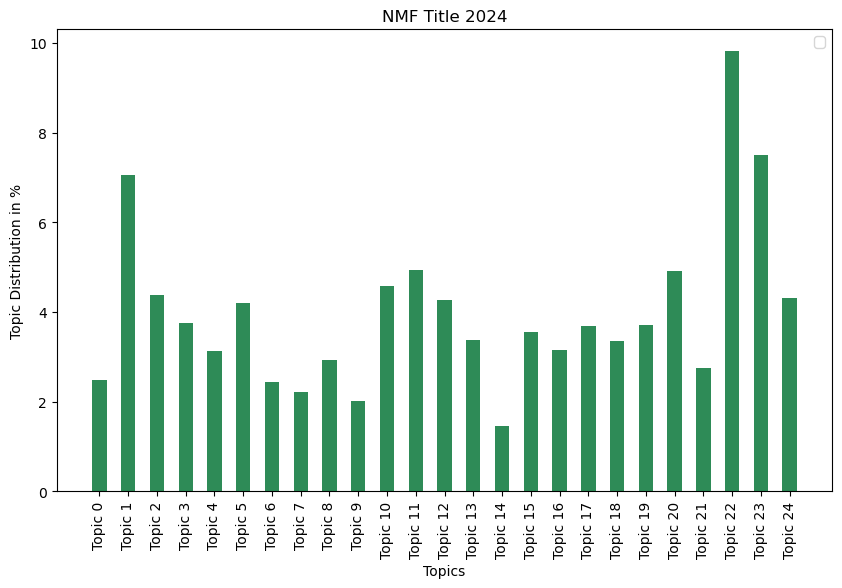 NMF Title 2024
Topic Distribution in %
10
8
6
4
2
0
Topic 0
Topic 1
Topic 2
Topic 3
Topic 4
Topic 5
Topic 6
Topic 7
Topic 8
Topic 9
Topic 10
Topic 11
Topic 12
Topic 13
Topic 14
Topic 15
Topic 16
Topic 17
Topic 18
Topic 19
Topic 20
Topic 21
Topic 22
Topic 23
Topic 24
Topics